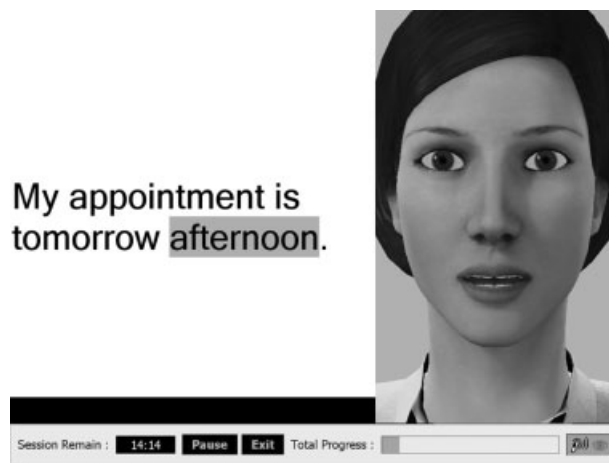 My appointment is
tomorrow afternoon.
Session Remain : 14:14 Pause Exit Total Progress :